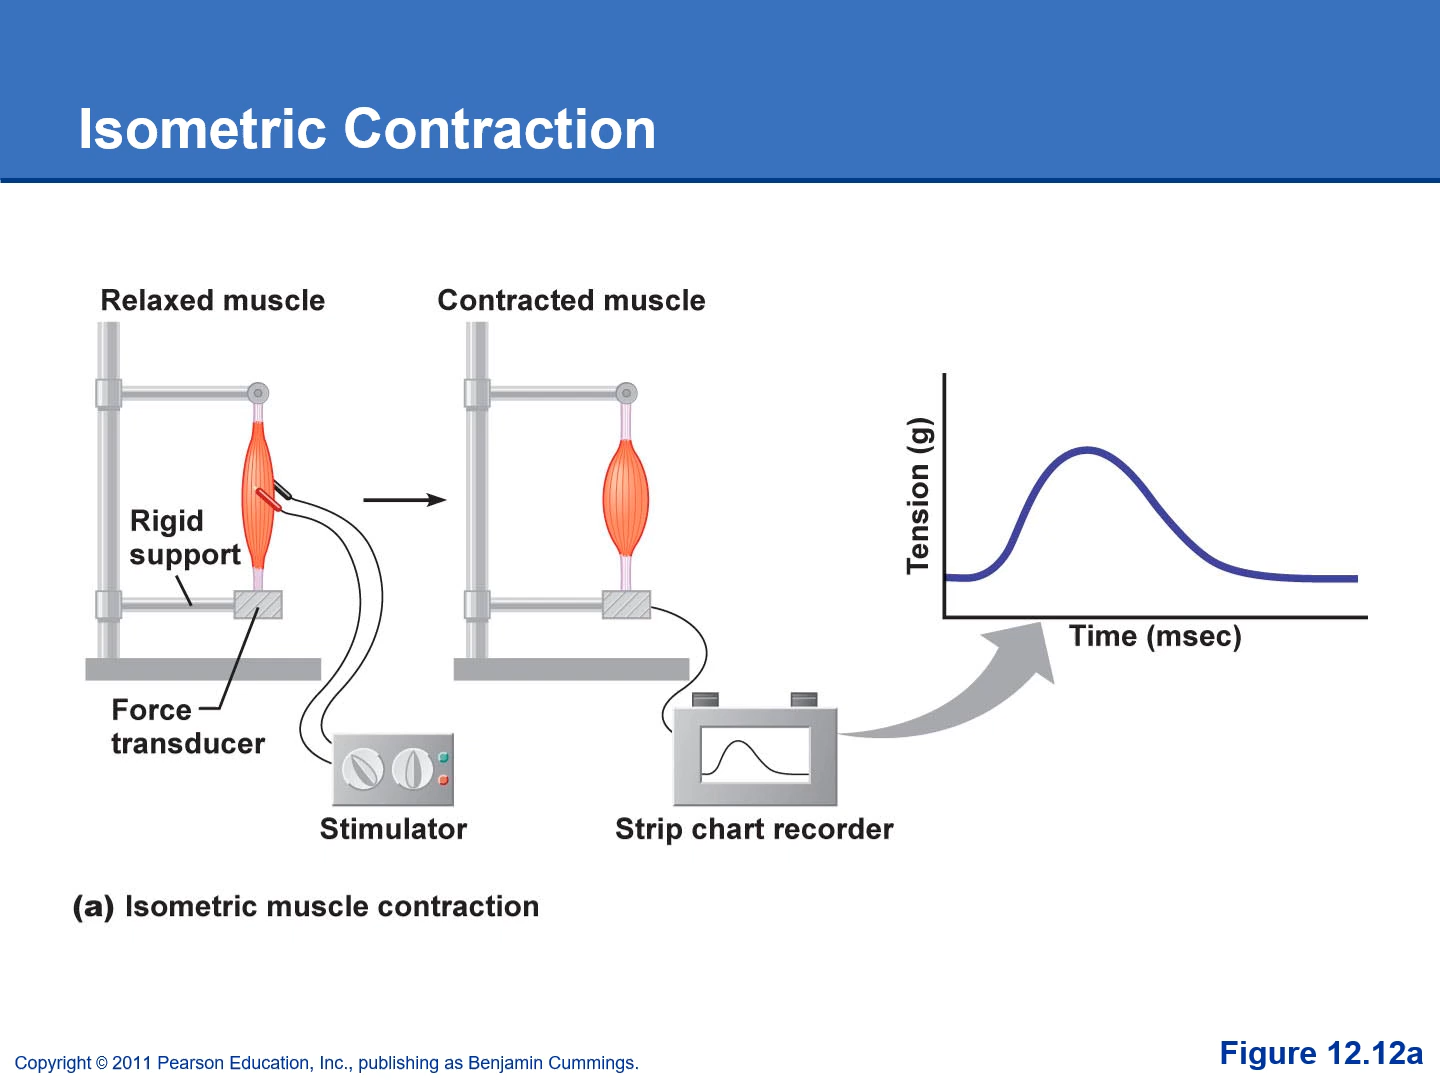 Isometric Contraction
Relaxed muscle
Contracted muscle
Rigid
support
Force
transducer
Stimulator
Strip chart recorder
Tension (g)
Time (msec)
(a) Isometric muscle contraction
Copyright © 2011 Pearson Education, Inc., publishing as Benjamin Cummings.
Figure 12.12a